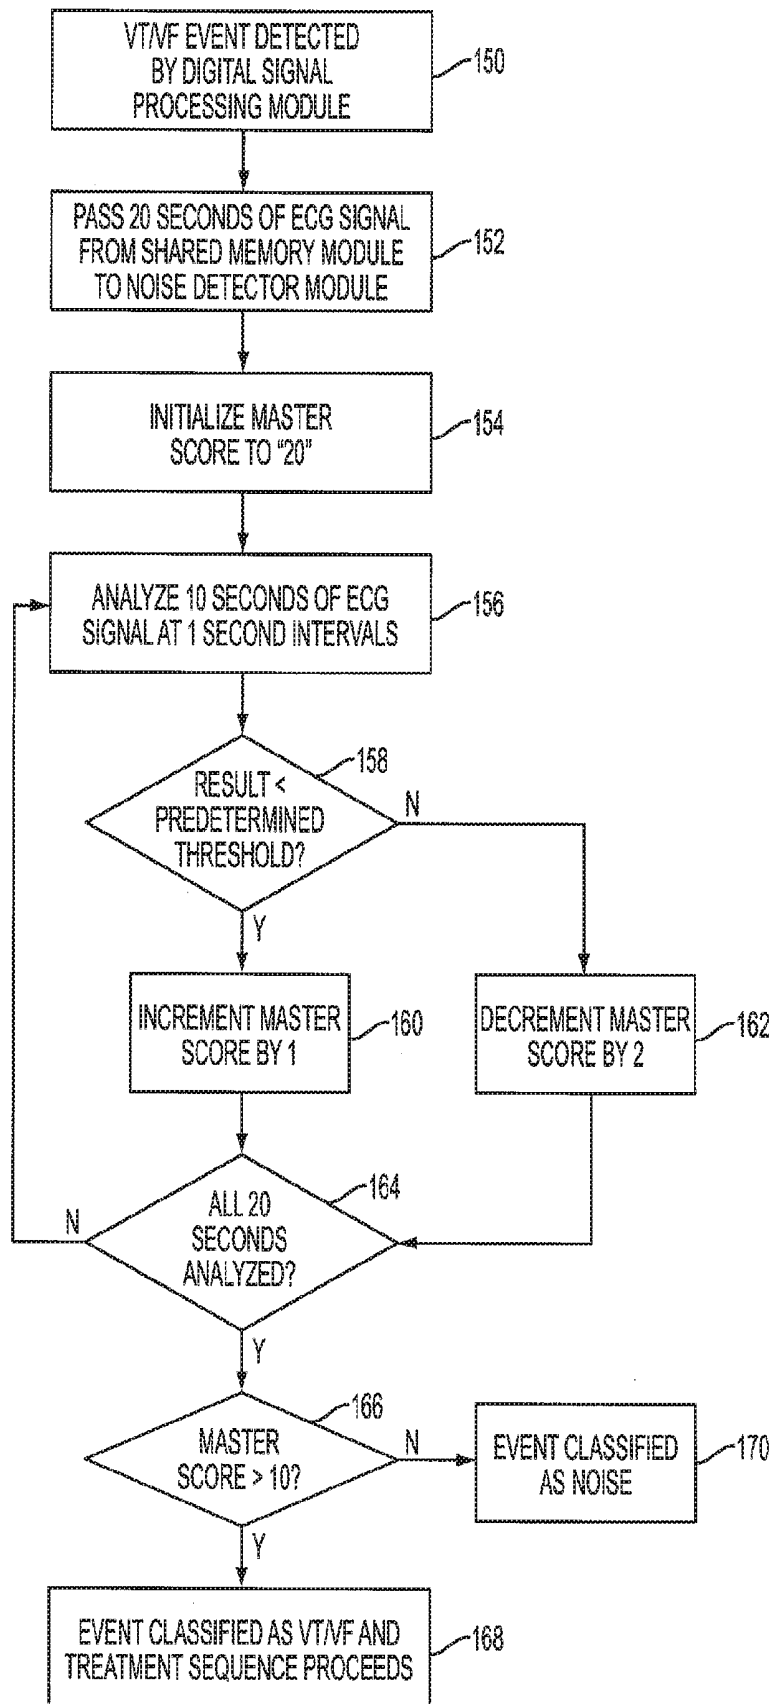 VT/VF EVENT DETECTED
BY DIGITAL SIGNAL
PROCESSING MODULE
150
PASS 20 SECONDS OF ECG SIGNAL
FROM SHARED MEMORY MODULE
TO NOISE DETECTOR MODULE
152
INITIALIZE MASTER
SCORE TO "20"
154
ANALYZE 10 SECONDS OF ECG
SIGNAL AT 1 SECOND INTERVALS
156
158
RESULT <
PREDETERMINED
THRESHOLD?
N
Y
INCREMENT MASTER
SCORE BY 1
160
DECREMENT MASTER
SCORE BY 2
162
164
ALL 20
SECONDS
ANALYZED?
N
Y
166
MASTER
SCORE > 10?
N
EVENT CLASSIFIED
AS NOISE
170
Y
EVENT CLASSIFIED AS VT/VF AND
TREATMENT SEQUENCE PROCEEDS
168